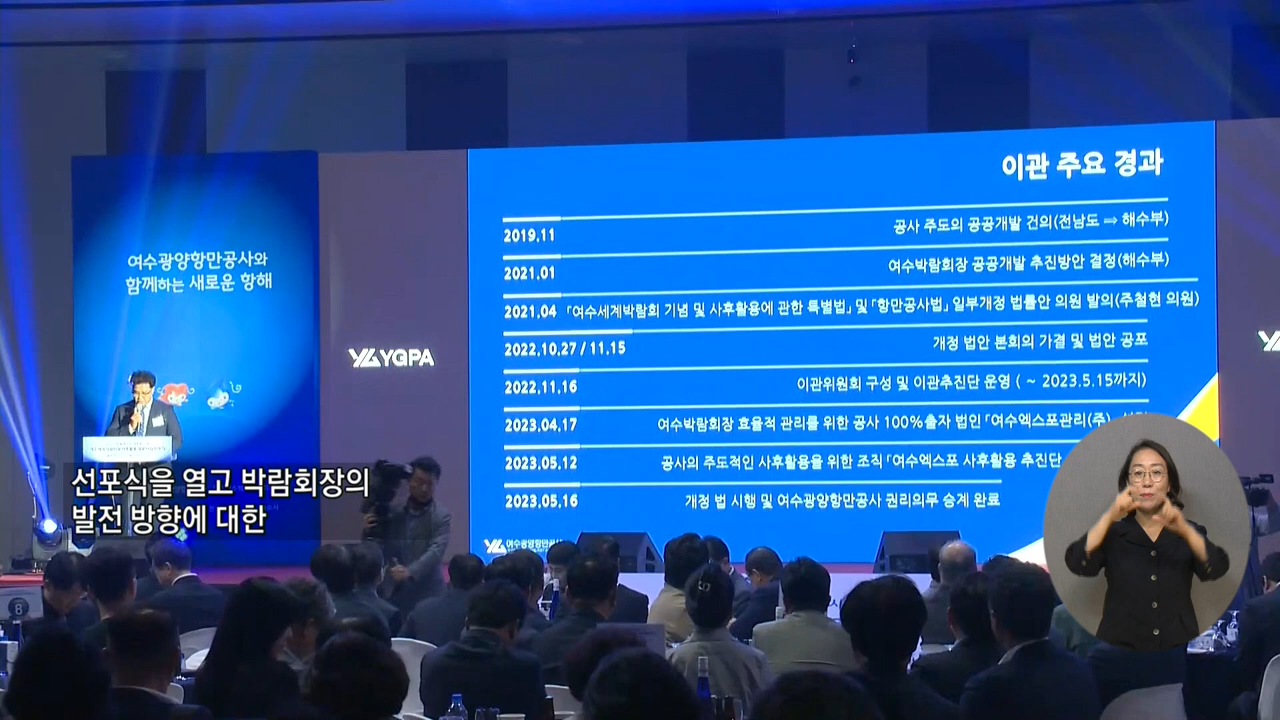 이관 주요 경과
2019.11 공사 주도의 공공개발 건의(전남도 ⇒ 해수부)
2021.01 여수박람회장 공공개발 추진방안 결정(해수부)
2021.04 「여수세계박람회 기념 및 사후활용에 관한 특별법」 및 「항만공사법」 일부개정 법률안 의원 발의(주철현 의원)
2022.10.27 / 11.15 개정 법안 본회의 가결 및 법안 공포
2022.11.16 이관위원회 구성 및 이관추진단 운영 ( ~ 2023.5.15까지)
2023.04.17 여수박람회장 효율적 관리를 위한 공사 100%출자 법인 「여수엑스포관리(주)
2023.05.12 공사의 주도적인 사후활용을 위한 조직 「여수엑스포 사후활용 추진단
2023.05.16 개정 법 시행 및 여수광양항만공사 권리의무 승계 완료
여수광양항만공사
여수광양항만공사와
함께하는 새로운 항해
YGPA
선포식을 열고 박람회장의
발전 방향에 대한
8